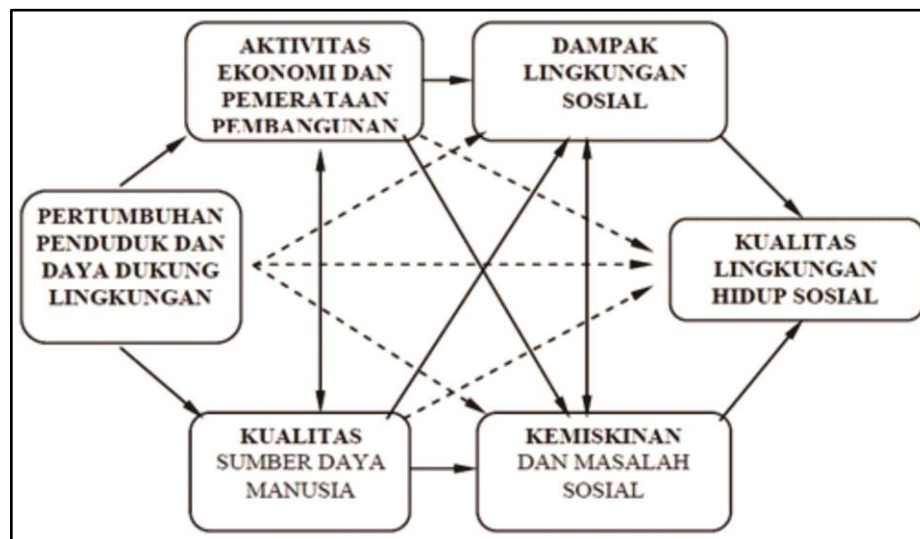 AKTIVITAS
EKONOMI DAN
PEMERATAAN
PEMBANGUNAN
DAMPAK
LINGKUNGAN
SOSIAL
PERTUMBUHAN
PENDUDUK DAN
DAYA DUKUNG
LINGKUNGAN
KUALITAS
LINGKUNGAN
HIDUP SOSIAL
KUALITAS
SUMBER DAYA
MANUSIA
KEMISKINAN
DAN MASALAH
SOSIAL